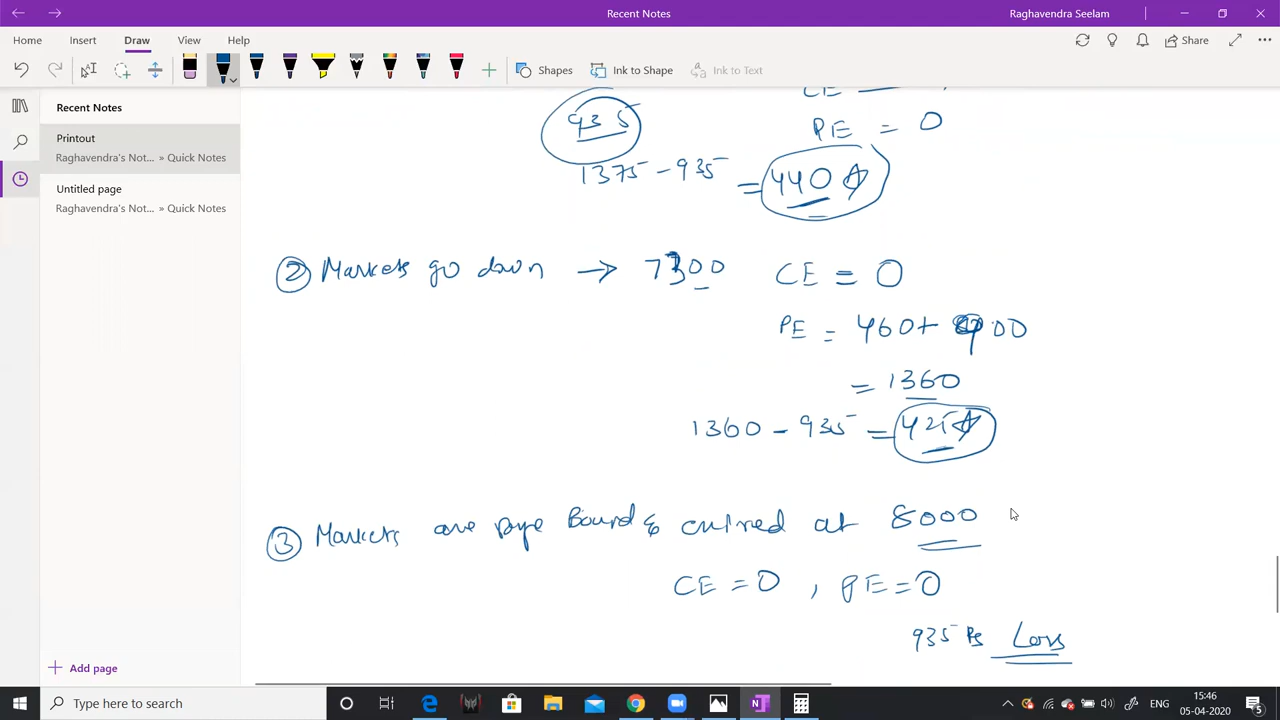 Recent Notes
Raghavendra Seelam
Home Insert Draw View Help
Share
Shapes
Ink to Shape
Ink to Text
Recent Notes
Printout
Raghavendra's Not... » Quick Notes
Untitled page
Raghavendra's Not... » Quick Notes
CE
935
PE = 0
1375 - 935 = 440
② Markets go down → 7300 CE = 0
PE = 460 + 900
= 1360
1360 - 935 = 425
③ Markets are Bound & at 8000
CE = 0 , PE = 0
935 Rs Loss
Add page
Type here to search
15:46
05-04-2020
5